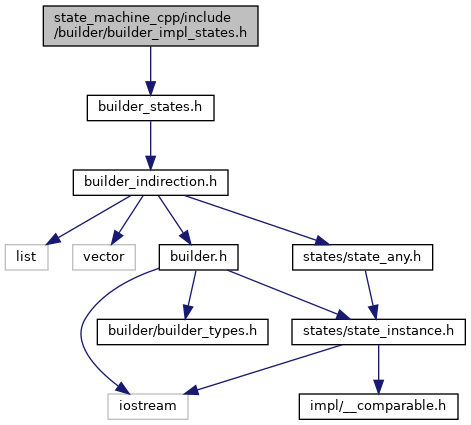 state_machine_cpp/include
/builder/builder_impl_states.h
builder_states.h
builder_indirection.h
list
vector
builder.h
states/state_any.h
builder/builder_types.h
states/state_instance.h
iostream
impl/__comparable.h